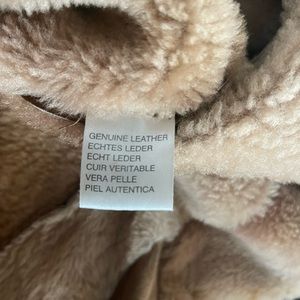 GENUINE LEATHER
ECHTES LEDER
ECHT LEDER
CUIR VERITABLE
VERA PELLE
PIEL AUTENTICA